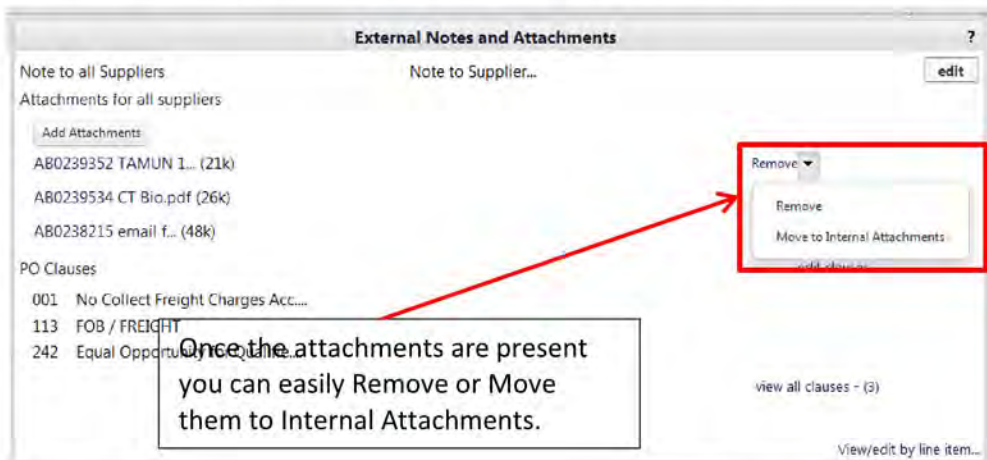 External Notes and Attachments ?
Note to all Suppliers Note to Supplier... edit
Attachments for all suppliers
Add Attachments
AB0239352 TAMUN 1... (21k) Remove
AB0239534 CT Bio.pdf (26k) Remove
AB0238215 email f... (48k) Move to Internal Attachments
PO Clauses edit clauses
001 No Collect Freight Charges Acc....
113 FOB / FREIGHT
242 Equal Opportunity for Qualifie...
Once the attachments are present
you can easily Remove or Move
them to Internal Attachments.
view all clauses - (3)
View/edit by line item...